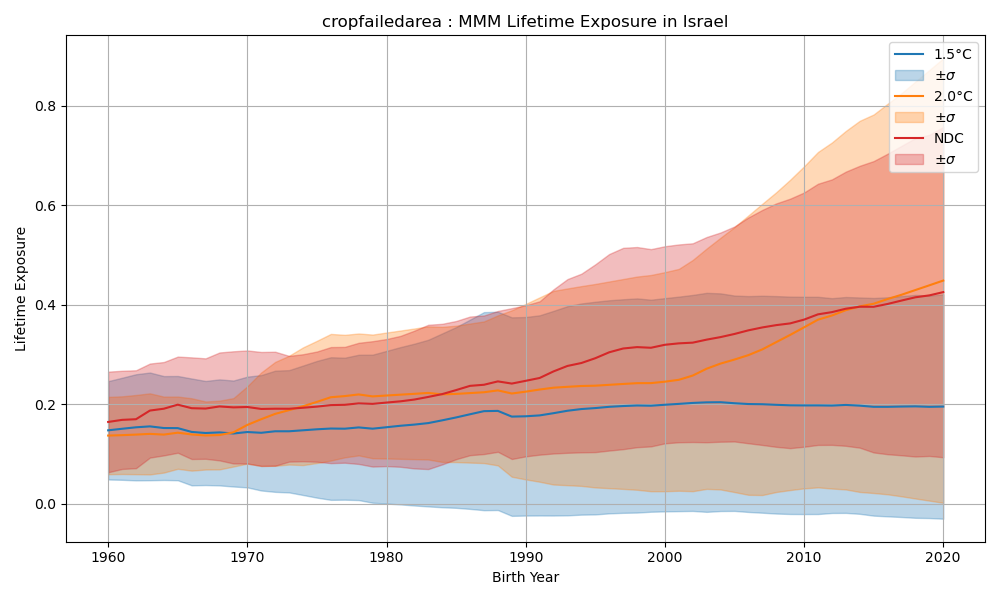 cropfailedarea : MMM Lifetime Exposure in Israel
Lifetime Exposure
0.8
0.6
0.4
0.2
0.0
1960
1970
1980
1990
2000
2010
2020
Birth Year
1.5°C
±σ
2.0°C
±σ
NDC
±σ